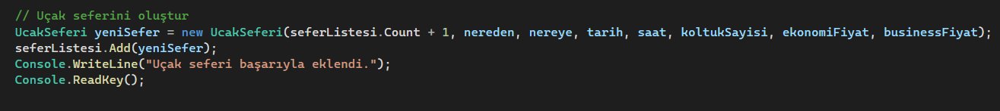 // Uçak seferini oluştur
UcakSeferi yeniSefer = new UcakSeferi(seferListesi.Count + 1, nereden, nereye, tarih, saat, koltukSayisi, ekonomiFiyat, businessFiyat);
seferListesi.Add(yeniSefer);
Console.WriteLine("Uçak seferi başarıyla eklendi.");
Console.ReadKey();